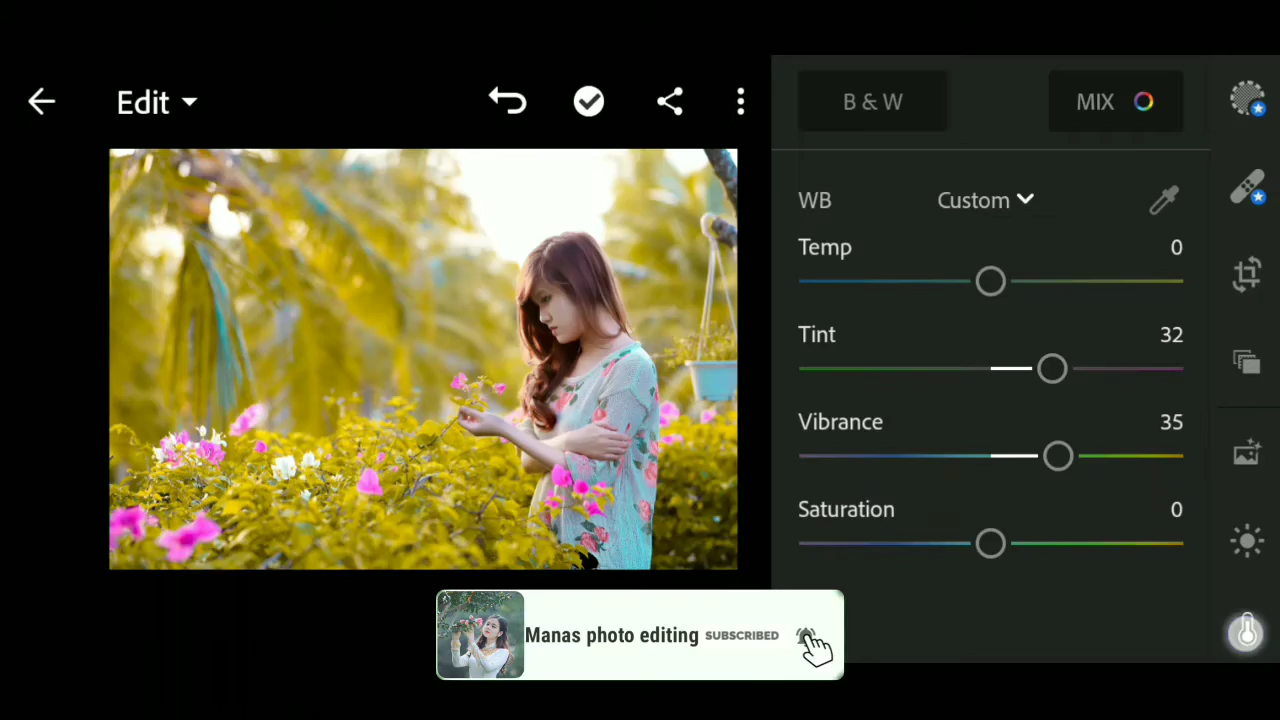 Edit
B & W
MIX
WB
Custom
Temp
0
Tint
32
Vibrance
35
Saturation
0
Manas photo editing SUBSCRIBED